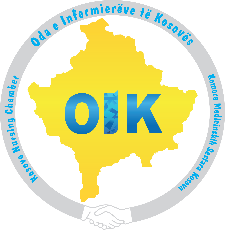 Oda e Infermierëve të Kosovës
OIK
Kosovo Nursing Chamber
Komora Medicinskih Sestara Kosova